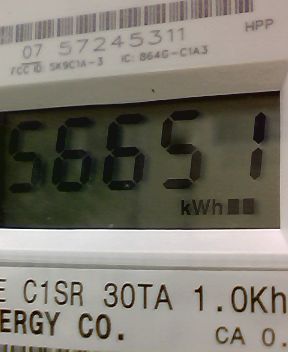 07 57245311
HPP
FCC ID: SK9C1A-3 IC: 864G-C1A3
56651
kWh
E C1SR 30TA 1.0Kh
ERGY CO.
CA 0.